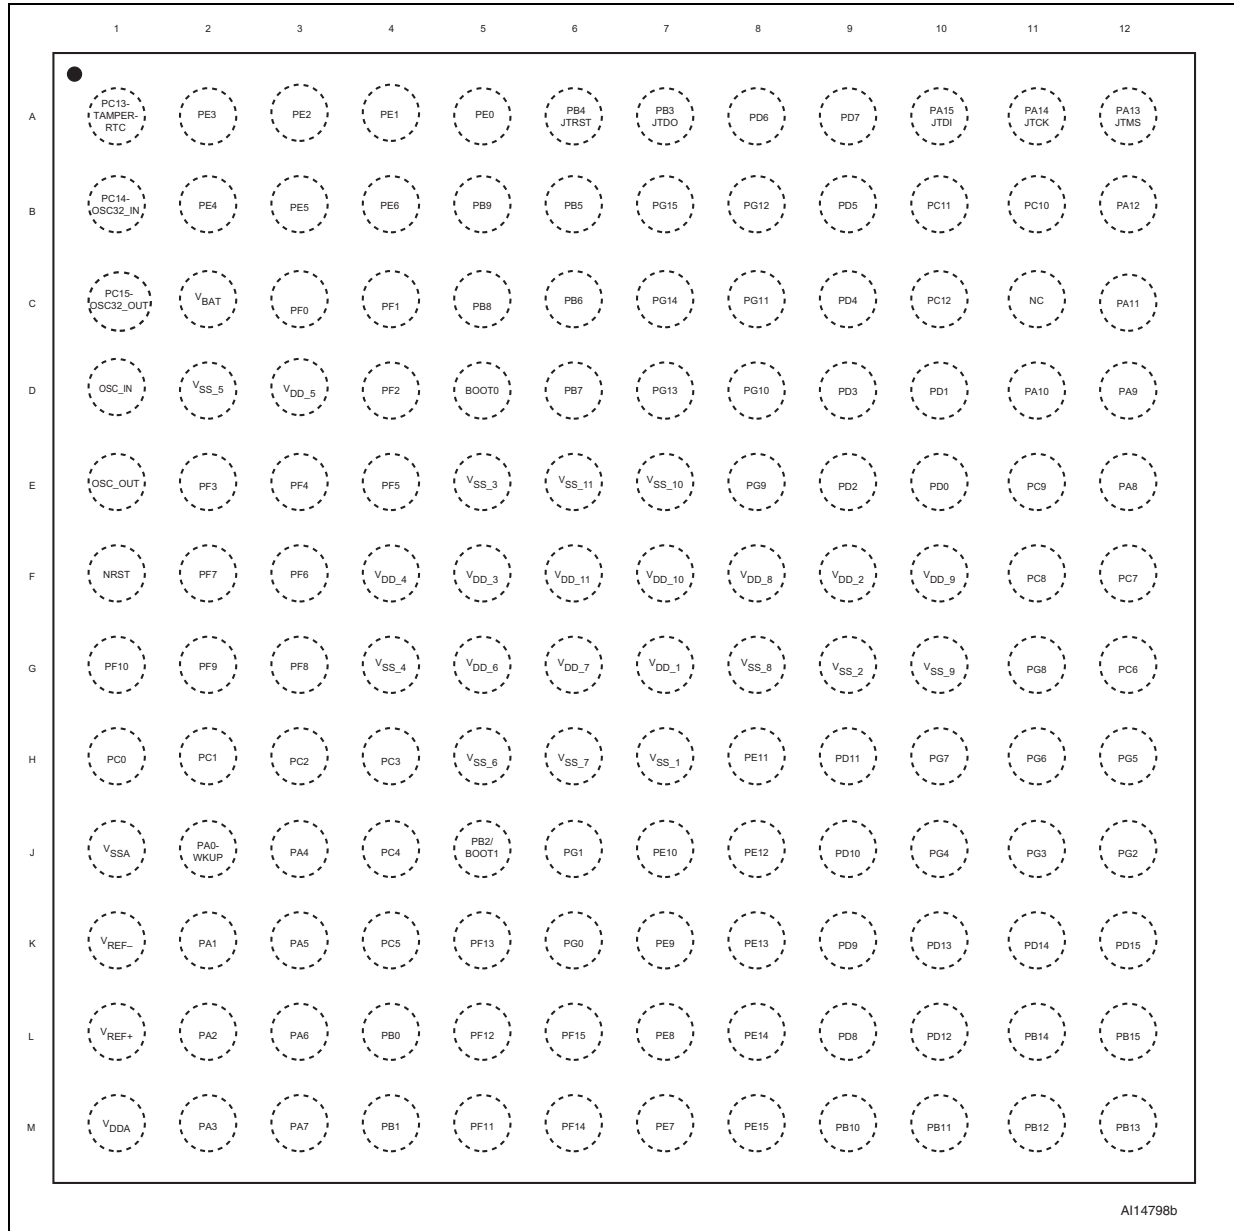 1 2 3 4 5 6 7 8 9 10 11 12
A PC13-TAMPER-RTC PE3 PE2 PE1 PE0 PB4 JTRST PB3 JTDO PD6 PD7 PA15 JTDI PA14 JTCK PA13 JTMS
B PC14-OSC32_IN PE4 PE5 PE6 PB9 PB5 PG15 PG12 PD5 PC11 PC10 PA12
C PC15-OSC32_OUT VBAT PF0 PF1 PB8 PB6 PG14 PG11 PD4 PC12 NC PA11
D OSC_IN VSS_5 VDD_5 PF2 BOOT0 PB7 PG13 PG10 PD3 PD1 PA10 PA9
E OSC_OUT PF3 PF4 PF5 VSS_3 VSS_11 VSS_10 PG9 PD2 PD0 PC9 PA8
F NRST PF7 PF6 VDD_4 VDD_3 VDD_11 VDD_10 VDD_8 VDD_2 VDD_9 PC8 PC7
G PF10 PF9 PF8 VSS_4 VDD_6 VDD_7 VDD_1 VSS_8 VSS_2 VSS_9 PG8 PC6
H PC0 PC1 PC2 PC3 VSS_6 VSS_7 VSS_1 PE11 PD11 PG7 PG6 PG5
J VSSA PA0-WKUP PA4 PC4 PB2/BOOT1 PG1 PE10 PE12 PD10 PG4 PG3 PG2
K VREF– PA1 PA5 PC5 PF13 PG0 PE9 PE13 PD9 PD13 PD14 PD15
L VREF+ PA2 PA6 PB0 PF12 PF15 PE8 PE14 PD8 PD12 PB14 PB15
M VDDA PA3 PA7 PB1 PF11 PF14 PE7 PE15 PB10 PB11 PB12 PB13
AI14798b